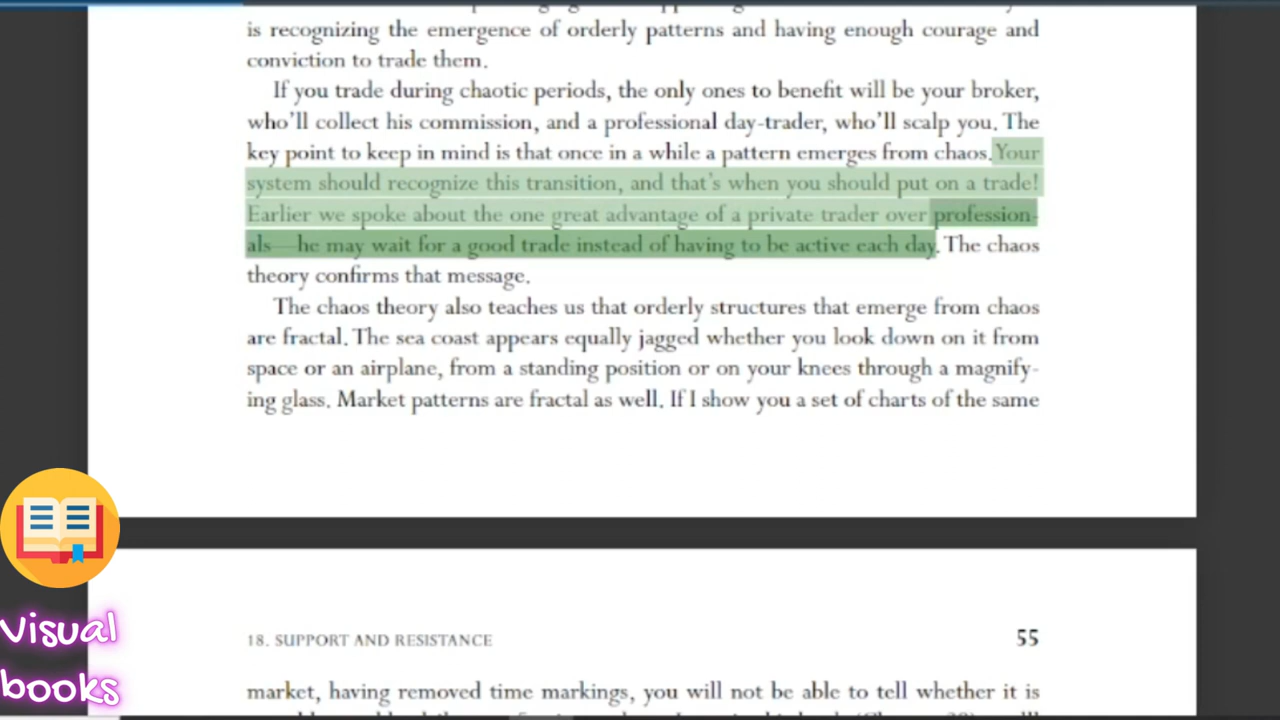 is recognizing the emergence of orderly patterns and having enough courage and
conviction to trade them.
If you trade during chaotic periods, the only ones to benefit will be your broker,
who'll collect his commission, and a professional day-trader, who'll scalp you. The
key point to keep in mind is that once in a while a pattern emerges from chaos. Your
system should recognize this transition, and that's when you should put on a trade!
Earlier we spoke about the one great advantage of a private trader over profession-
als—he may wait for a good trade instead of having to be active each day. The chaos
theory confirms that message.
The chaos theory also teaches us that orderly structures that emerge from chaos
are fractal. The sea coast appears equally jagged whether you look down on it from
space or an airplane, from a standing position or on your knees through a magnify-
ing glass. Market patterns are fractal as well. If I show you a set of charts of the same
Visual
books
18. SUPPORT AND RESISTANCE 55
market, having removed time markings, you will not be able to tell whether it is